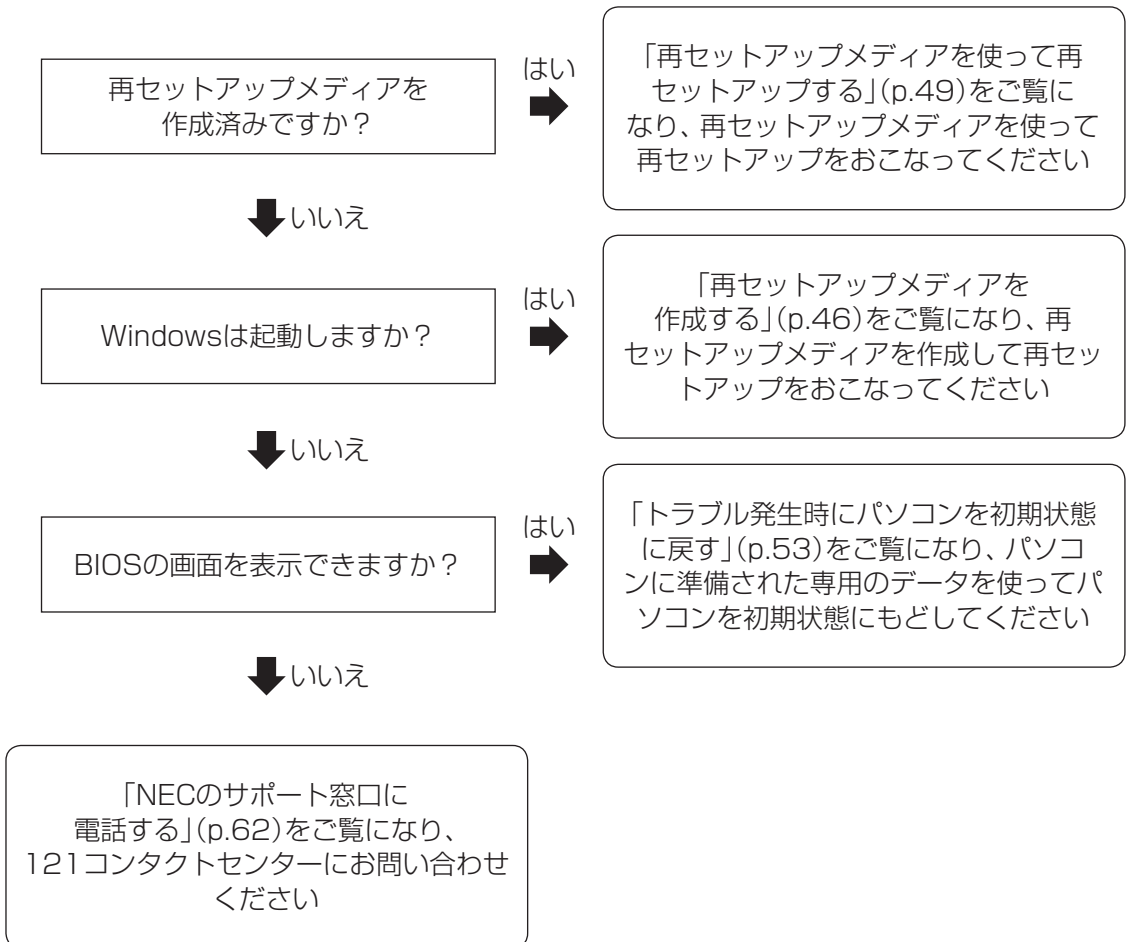 再セットアップメディアを
作成済みですか？
はい
「再セットアップメディアを使って再
セットアップする」(p.49)をご覧に
なり、再セットアップメディアを使って
再セットアップをおこなってください
いいえ
Windowsは起動しますか？
はい
「再セットアップメディアを
作成する」(p.46)をご覧になり、再
セットアップメディアを作成して再セッ
トアップをおこなってください
いいえ
BIOSの画面を表示できますか？
はい
「トラブル発生時にパソコンを初期状態
に戻す」(p.53)をご覧になり、パソコ
ンに準備された専用のデータを使ってパ
ソコンを初期状態にもどしてください
いいえ
「NECのサポート窓口に
電話する」(p.62)をご覧になり、
121コンタクトセンターにお問い合わせ
ください